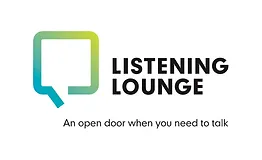 LISTENING
LOUNGE
An open door when you need to talk